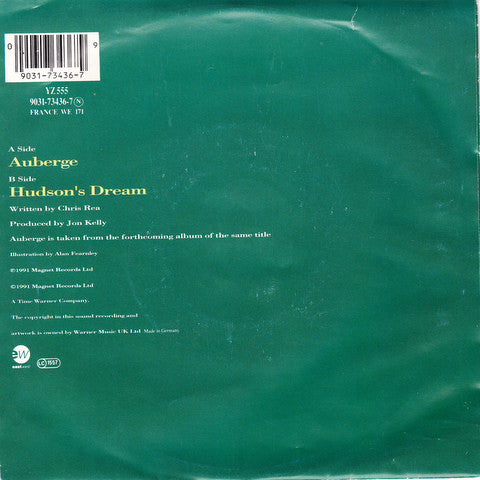 0
9
9031-73436-7
YZ 555
9031-73436-7 Ⓝ
FRANCE WE 171
A Side
Auberge
B Side
Hudson's Dream
Written by Chris Rea
Produced by Jon Kelly
Auberge is taken from the forthcoming album of the same title
Illustration by Alan Fearnley
℗1991 Magnet Records Ltd
©1991 Magnet Records Ltd
A Time Warner Company.
The copyright in this sound recording and
artwork is owned by Warner Music UK Ltd Made in Germany
ew
eastwest
LC 1557